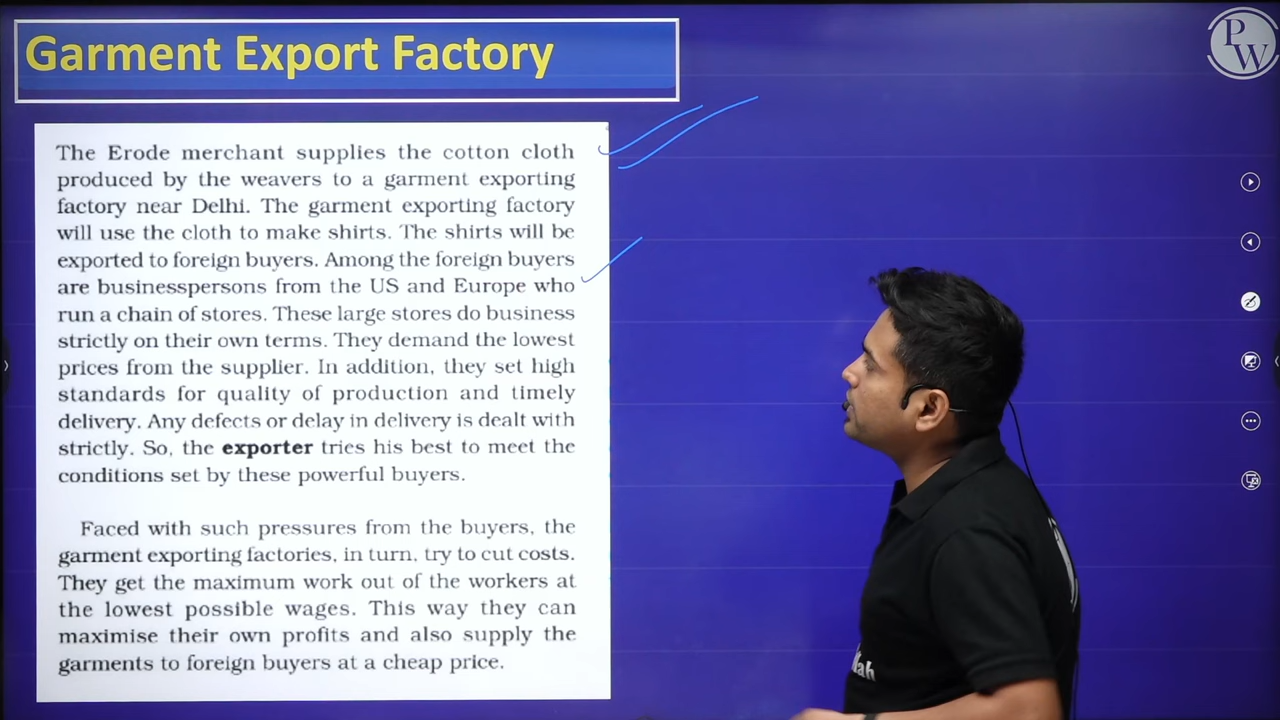 Garment Export Factory
PW
The Erode merchant supplies the cotton cloth
produced by the weavers to a garment exporting
factory near Delhi. The garment exporting factory
will use the cloth to make shirts. The shirts will be
exported to foreign buyers. Among the foreign buyers
are businesspersons from the US and Europe who
run a chain of stores. These large stores do business
strictly on their own terms. They demand the lowest
prices from the supplier. In addition, they set high
standards for quality of production and timely
delivery. Any defects or delay in delivery is dealt with
strictly. So, the exporter tries his best to meet the
conditions set by these powerful buyers.
Faced with such pressures from the buyers, the
garment exporting factories, in turn, try to cut costs.
They get the maximum work out of the workers at
the lowest possible wages. This way they can
maximise their own profits and also supply the
garments to foreign buyers at a cheap price.